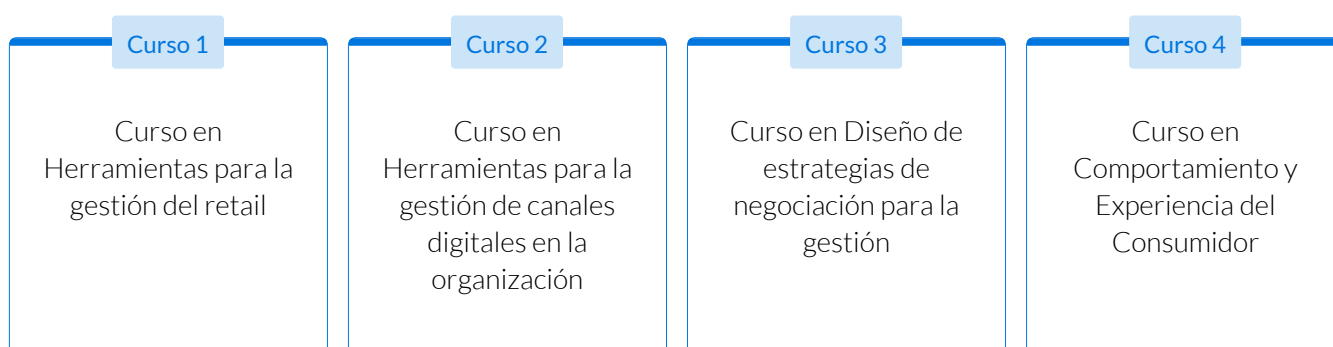 Curso 1
Curso en
Herramientas para la
gestión del retail
Curso 2
Curso en
Herramientas para la
gestión de canales
digitales en la
organización
Curso 3
Curso en Diseño de
estrategias de
negociación para la
gestión
Curso 4
Curso en
Comportamiento y
Experiencia del
Consumidor